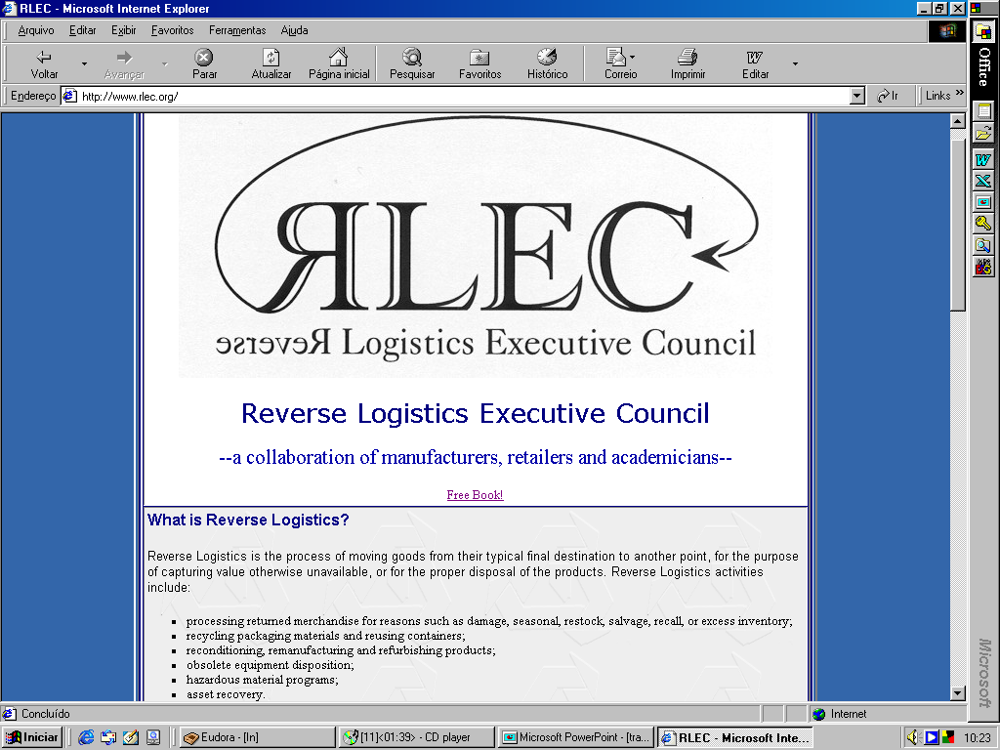 RLEC - Microsoft Internet Explorer
Arquivo Editar Exibir Favoritos Ferramentas Ajuda
Voltar Avançar Parar Atualizar Página inicial Pesquisar Favoritos Histórico Correio Imprimir Editar
Endereço http://www.rlec.org/ Ir Links »
Office
RLEC
Reverse Logistics Executive Council
Reverse Logistics Executive Council
--a collaboration of manufacturers, retailers and academicians--
Free Book!
What is Reverse Logistics?
Reverse Logistics is the process of moving goods from their typical final destination to another point, for the purpose
of capturing value otherwise unavailable, or for the proper disposal of the products. Reverse Logistics activities
include:
processing returned merchandise for reasons such as damage, seasonal, restock, salvage, recall, or excess inventory;
recycling packaging materials and reusing containers;
reconditioning, remanufacturing and refurbishing products;
obsolete equipment disposition;
hazardous material programs;
asset recovery.
Microsoft
Concluído Internet
Iniciar Eudora - [In] [11]<01:39> - CD player Microsoft PowerPoint - [tra... RLEC - Microsoft Inte... 10:23